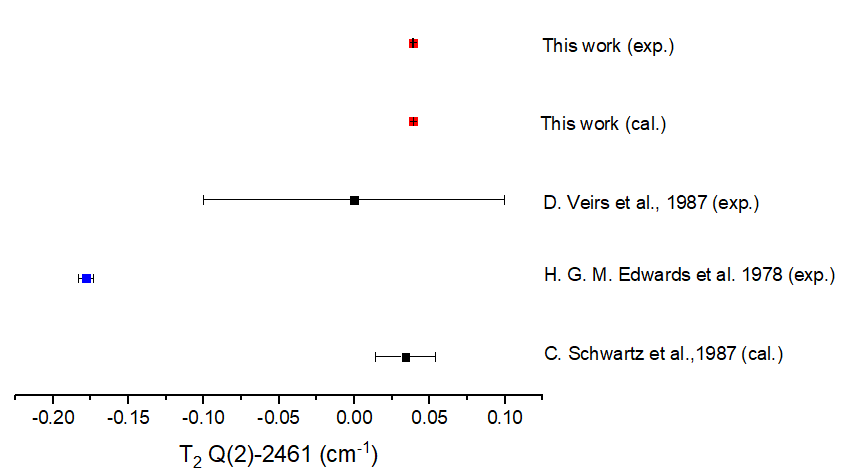 This work (exp.)
This work (cal.)
D. Veirs et al., 1987 (exp.)
H. G. M. Edwards et al. 1978 (exp.)
C. Schwartz et al.,1987 (cal.)
-0.20 -0.15 -0.10 -0.05 0.00 0.05 0.10
T₂ Q(2)-2461 (cm⁻¹)